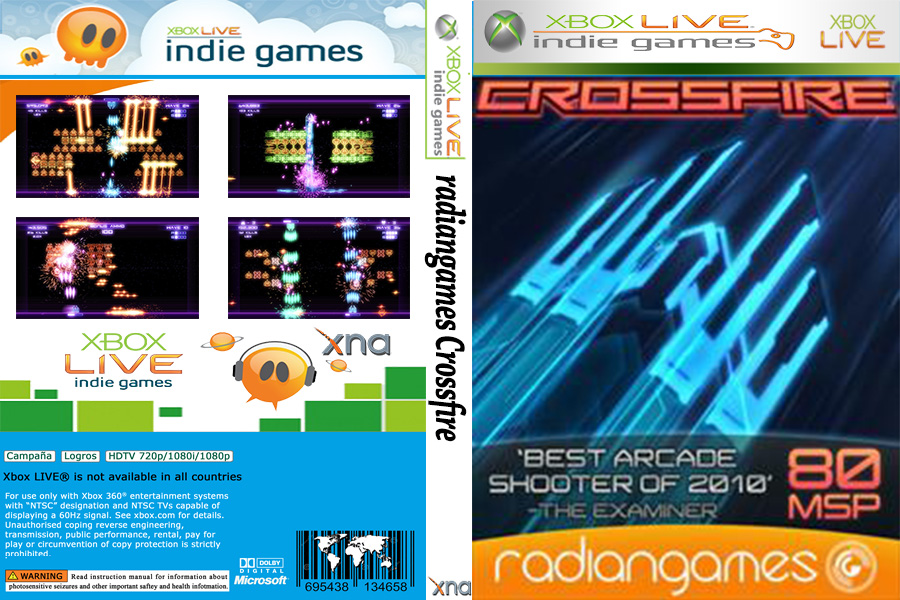 XBOX LIVE
indie games
XBOX
LIVE
indie games
xna
Campaña
Logros
HDTV 720p/1080i/1080p
Xbox LIVE® is not available in all countries
For use only with Xbox 360® entertainment systems
with “NTSC” designation and NTSC TVs capable of
displaying a 60Hz signal. See xbox.com for details.
Unauthorised coping reverse engineering,
transmission, public performance, rental, pay for
play or circumvention of copy protection is strictly
prohibited.
WARNING Read instruction manual for information about
photosensitive seizures and other important saftey and health infotmation.
DOLBY
DIGITAL
Microsoft
695438 134658
XBOX LIVE
indie games
radiangames Crossfire
xna
XBOX LIVE
indie games
XBOX
LIVE
CROSSFIRE
‘BEST ARCADE
SHOOTER OF 2010’
-THE EXAMINER
80
MSP
radiangames